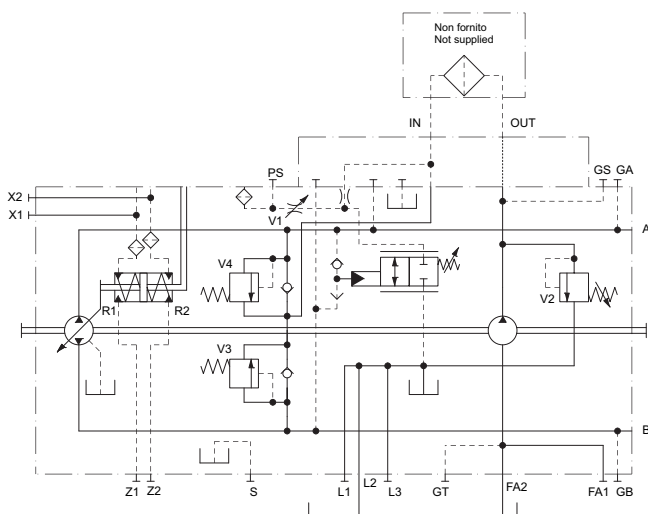 Non fornito
Not supplied
IN
OUT
PS
GS
GA
X2
X1
V1
A
V4
R1
R2
V2
V3
B
Z1
Z2
S
L1
L2
L3
GT
FA2
FA1
GB